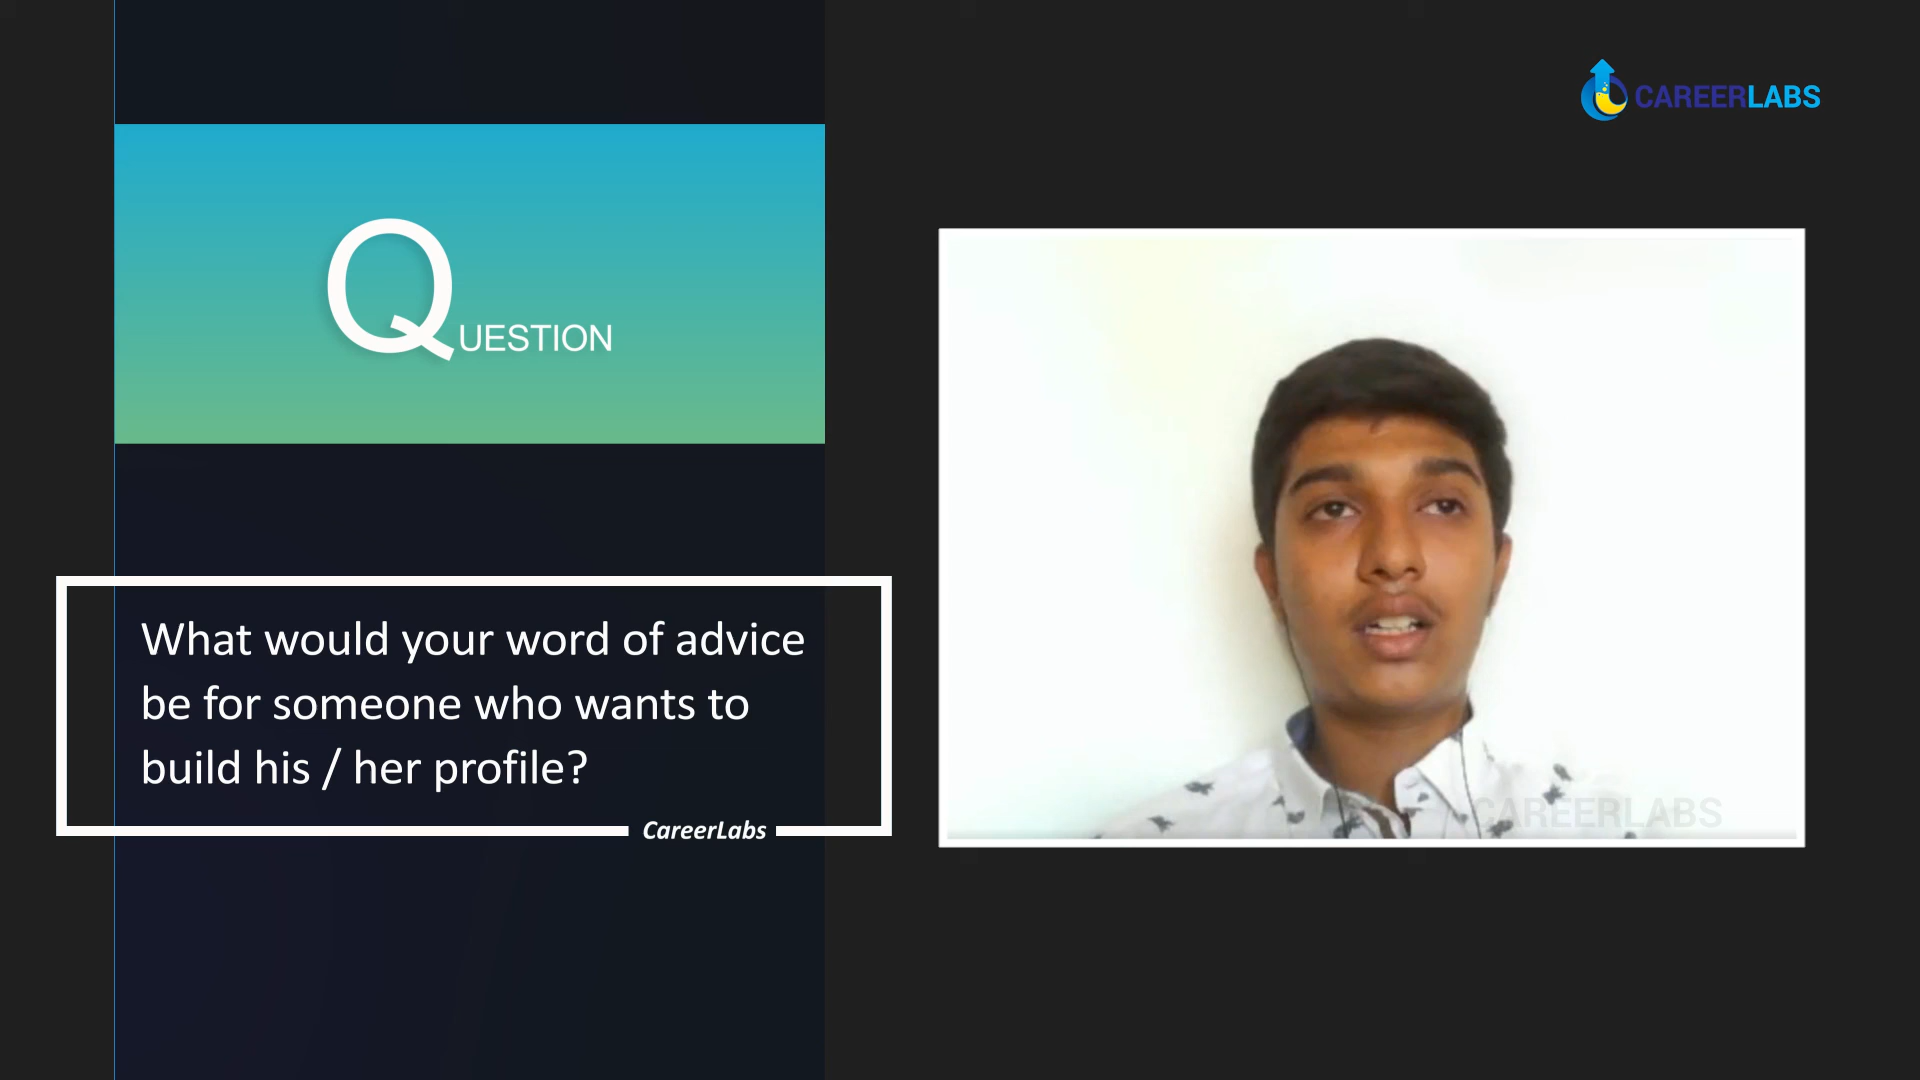 CAREERLABS
QUESTION
What would your word of advice
be for someone who wants to
build his / her profile?
CareerLabs
CAREERLABS